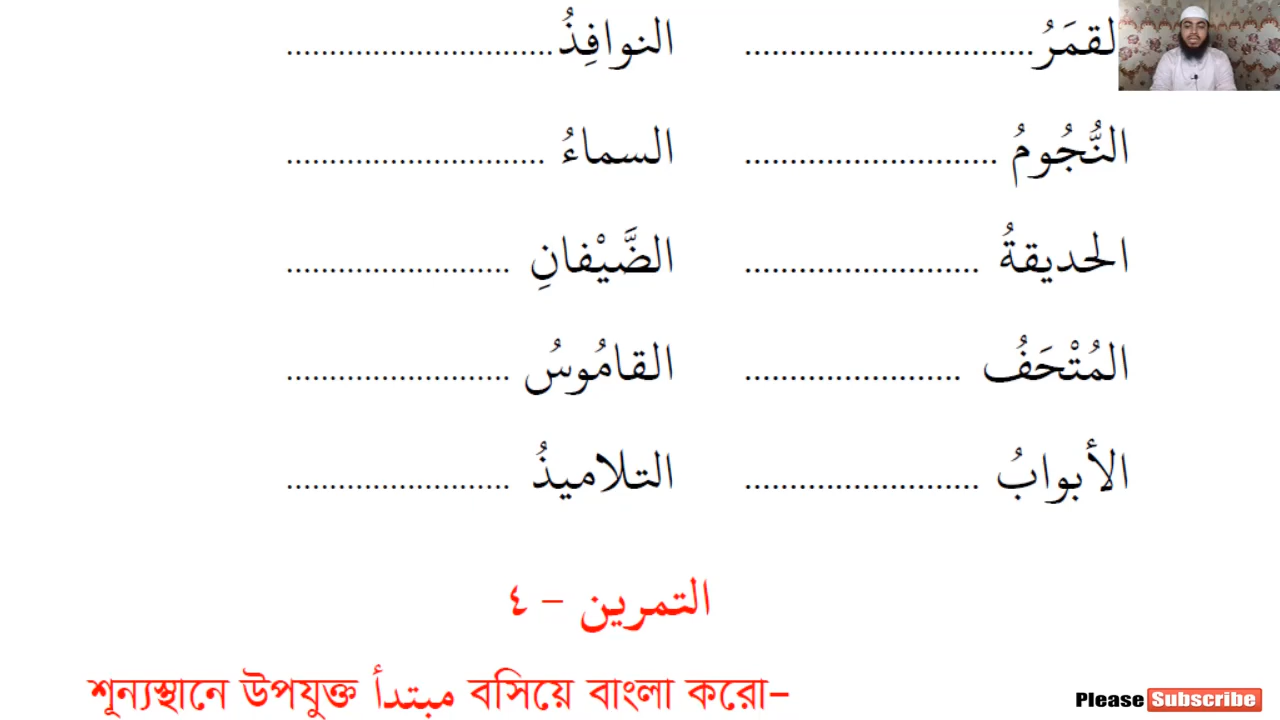 القمَرُ ............................. النوافِذُ ...........................
النُّجُومُ ......................... السماءُ ..........................
الحديقةُ ........................ الضَّيْفانِ .......................
المُتْحَفُ ...................... القامُوسُ .......................
الأبوابُ ........................ التلاميذُ .......................
التمرين - ٤
শূন্যস্থানে উপযুক্ত مبتدأ বসিয়ে বাংলা করো-
Please Subscribe